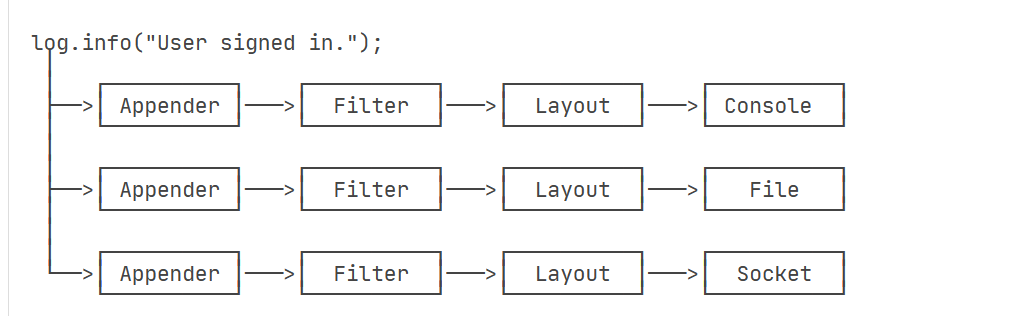 log.info("User signed in.");
Appender Filter Layout Console
Appender Filter Layout File
Appender Filter Layout Socket